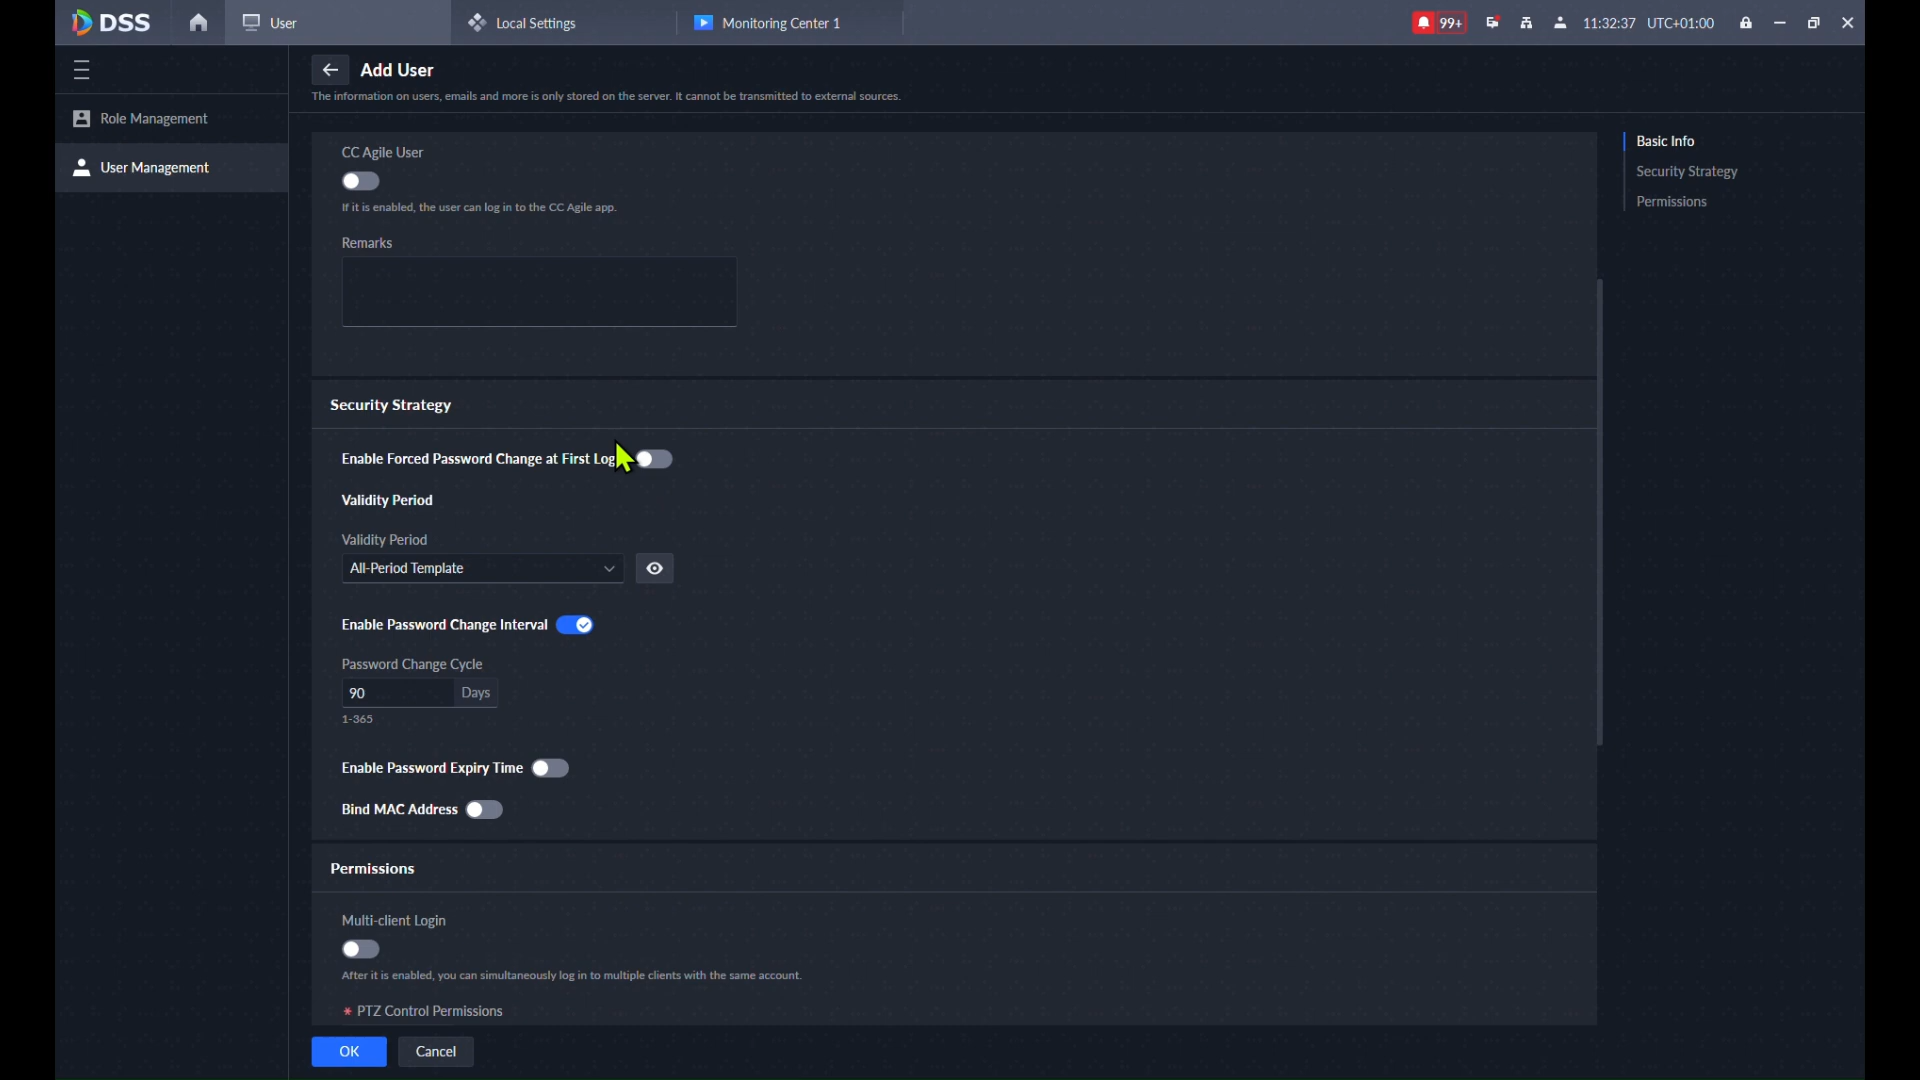 DSS
User
Local Settings
Monitoring Center 1
99+
11:32:37 UTC+01:00
Add User
The information on users, emails and more is only stored on the server. It cannot be transmitted to external sources.
Role Management
User Management
CC Agile User
If it is enabled, the user can log in to the CC Agile app.
Remarks
Basic Info
Security Strategy
Permissions
Security Strategy
Enable Forced Password Change at First Log
Validity Period
Validity Period
All-Period Template
Enable Password Change Interval
Password Change Cycle
90 Days
1-365
Enable Password Expiry Time
Bind MAC Address
Permissions
Multi-client Login
After it is enabled, you can simultaneously log in to multiple clients with the same account.
* PTZ Control Permissions
OK
Cancel